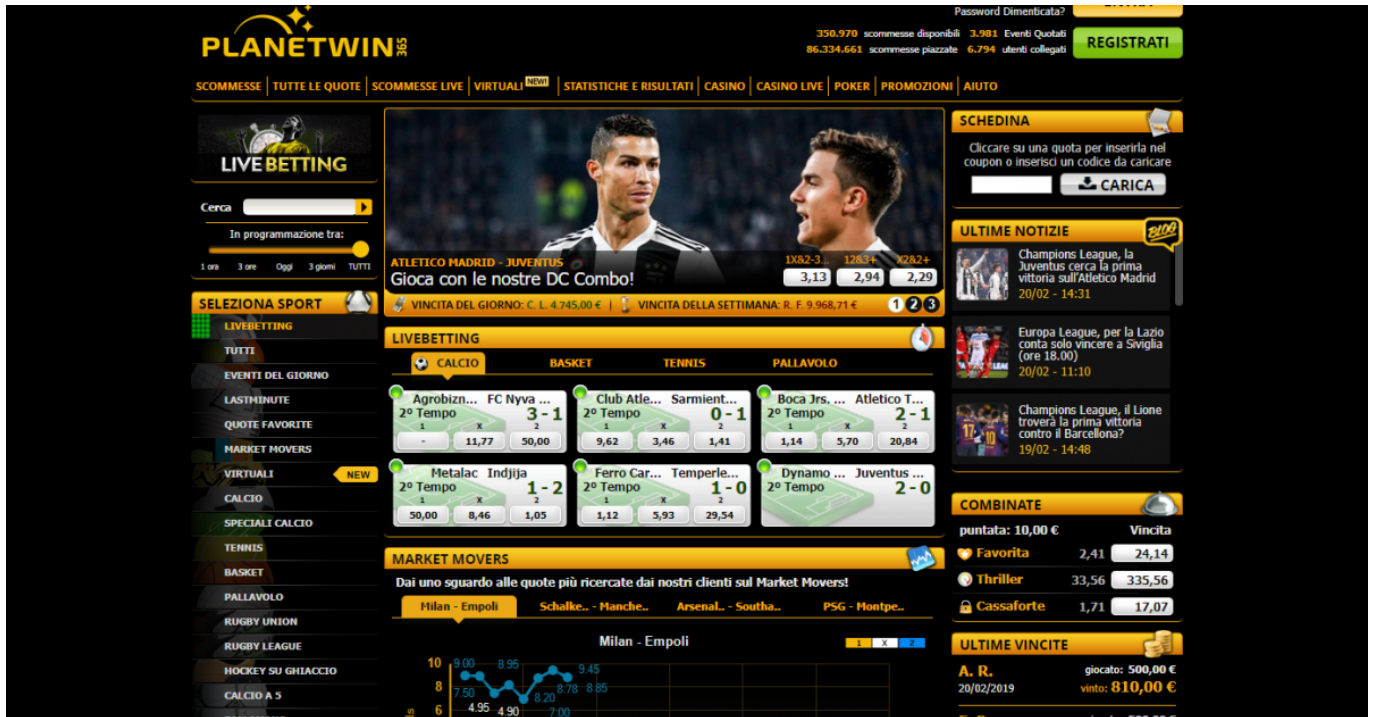 Password Dimenticata?
PLANETWIN365
350.970 scommesse disponibili 3.981 Eventi Quotati
86.334.661 scommesse piazzate 6.794 utenti collegati
REGISTRATI
SCOMMESSE TUTTE LE QUOTE SCOMMESSE LIVE VIRTUALI NEW! STATISTICHE E RISULTATI CASINO CASINO LIVE POKER PROMOZIONI AIUTO
LIVE BETTING
Cerca
In programmazione tra:
1 ora 3 ore Oggi 3 giorni TUTTI
SELEZIONA SPORT
LIVEBETTING
TUTTI
EVENTI DEL GIORNO
LASTMINUTE
QUOTE FAVORITE
MARKET MOVERS
VIRTUALI NEW
CALCIO
SPECIALI CALCIO
TENNIS
BASKET
PALLAVOLO
RUGBY UNION
RUGBY LEAGUE
HOCKEY SU GHIACCIO
CALCIO A 5
ATLETICO MADRID - JUVENTUS
Gioca con le nostre DC Combo!
1X&2-3... 12&3+ X2&2+
3,13 2,94 2,29
VINCITA DEL GIORNO: C. L. 4.745,00 € | VINCITA DELLA SETTIMANA: R. F. 9.968,71 € 1 2 3
LIVEBETTING
CALCIO BASKET TENNIS PALLAVOLO
Agrobizn... FC Nyva ...
2º Tempo 3 - 1
1 X 2
- 11,77 50,00
Club Atle... Sarmient...
2º Tempo 0 - 1
1 X 2
9,62 3,46 1,41
Boca Jrs. ... Atletico T...
2º Tempo 2 - 1
1 X 2
1,14 5,70 20,84
Metalac Indjija
2º Tempo 1 - 2
1 X 2
50,00 8,46 1,05
Ferro Car... Temperle...
2º Tempo 1 - 0
1 X 2
1,12 5,93 29,54
Dynamo ... Juventus ...
2º Tempo 2 - 0
MARKET MOVERS
Dai uno sguardo alle quote più ricercate dai nostri clienti sul Market Movers!
Milan - Empoli Schalke.. - Manche.. Arsenal.. - Southa.. PSG - Montpe..
Milan - Empoli
1 X 2
10 9.00 8.95 9.45
8 7.50 8.20 8.78 8.85
6 4.95 4.90 7.00
SCHEDINA
Cliccare su una quota per inserirla nel
coupon o inserisci un codice da caricare
CARICA
ULTIME NOTIZIE BLOG
Champions League, la
Juventus cerca la prima
vittoria sull'Atletico Madrid
20/02 - 14:31
Europa League, per la Lazio
conta solo vincere a Siviglia
(ore 18.00)
20/02 - 11:10
Champions League, il Lione
troverà la prima vittoria
contro il Barcellona?
19/02 - 14:48
COMBINATE
puntata: 10,00 € Vincita
Favorita 2,41 24,14
Thriller 33,56 335,56
Cassaforte 1,71 17,07
ULTIME VINCITE
A. R. giocato: 500,00 €
20/02/2019 vinto: 810,00 €